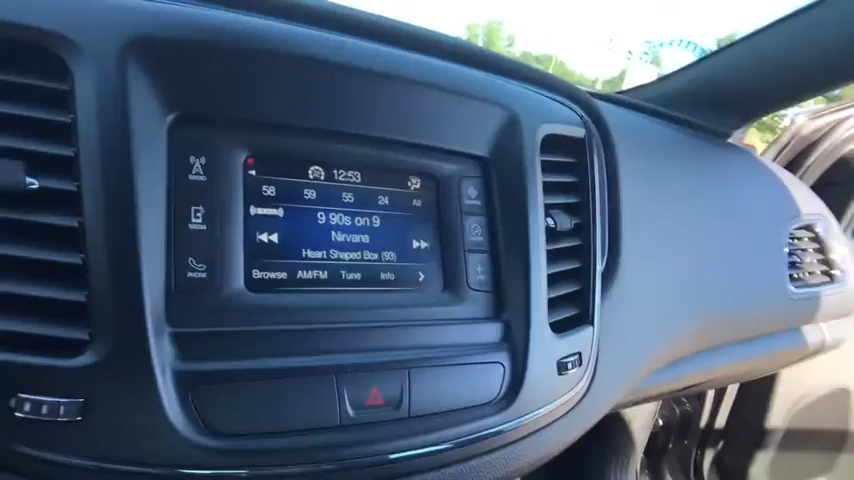 12:53
58 59 55 24 All
9 90s on 9
Nirvana
Heart Shaped Box (93)
Browse AM/FM Tune Info
RADIO
MEDIA
PHONE